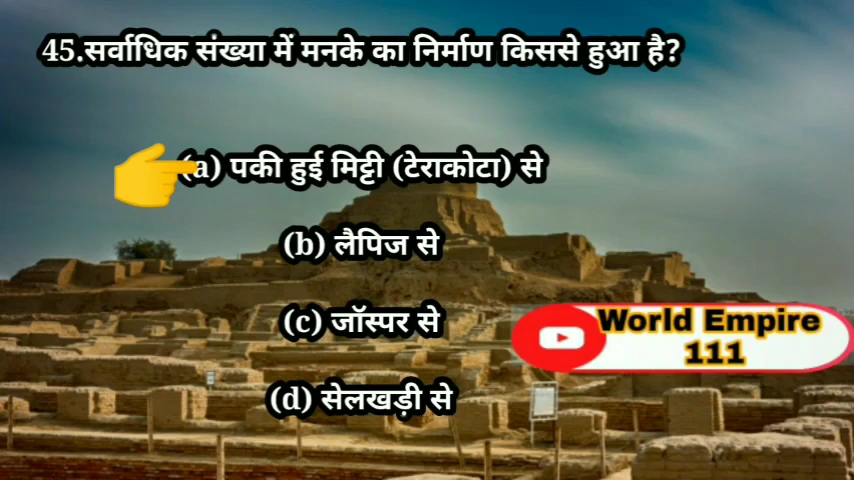 45.सर्वाधिक संख्या में मनके का निर्माण किससे हुआ है?
(a) पकी हुई मिट्टी (टेराकोटा) से
(b) लैपिज से
(c) जॉस्पर से
(d) सेलखड़ी से
World Empire
111